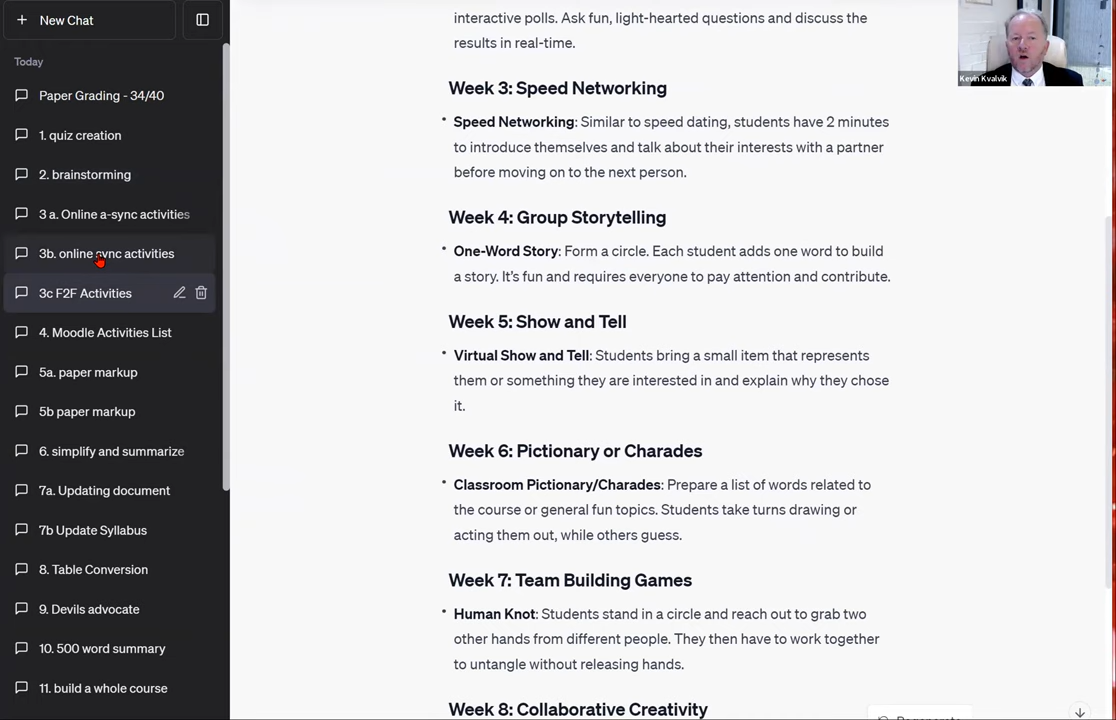 New Chat
Today
Paper Grading - 34/40
1. quiz creation
2. brainstorming
3 a. Online a-sync activities
3b. online sync activities
3c F2F Activities
4. Moodle Activities List
5a. paper markup
5b paper markup
6. simplify and summarize
7a. Updating document
7b Update Syllabus
8. Table Conversion
9. Devils advocate
10. 500 word summary
11. build a whole course
interactive polls. Ask fun, light-hearted questions and discuss the
results in real-time.
Week 3: Speed Networking
• Speed Networking: Similar to speed dating, students have 2 minutes
to introduce themselves and talk about their interests with a partner
before moving on to the next person.
Week 4: Group Storytelling
• One-Word Story: Form a circle. Each student adds one word to build
a story. It's fun and requires everyone to pay attention and contribute.
Week 5: Show and Tell
• Virtual Show and Tell: Students bring a small item that represents
them or something they are interested in and explain why they chose
it.
Week 6: Pictionary or Charades
• Classroom Pictionary/Charades: Prepare a list of words related to
the course or general fun topics. Students take turns drawing or
acting them out, while others guess.
Week 7: Team Building Games
• Human Knot: Students stand in a circle and reach out to grab two
other hands from different people. They then have to work together
to untangle without releasing hands.
Week 8: Collaborative Creativity
Kevin Kvalvik